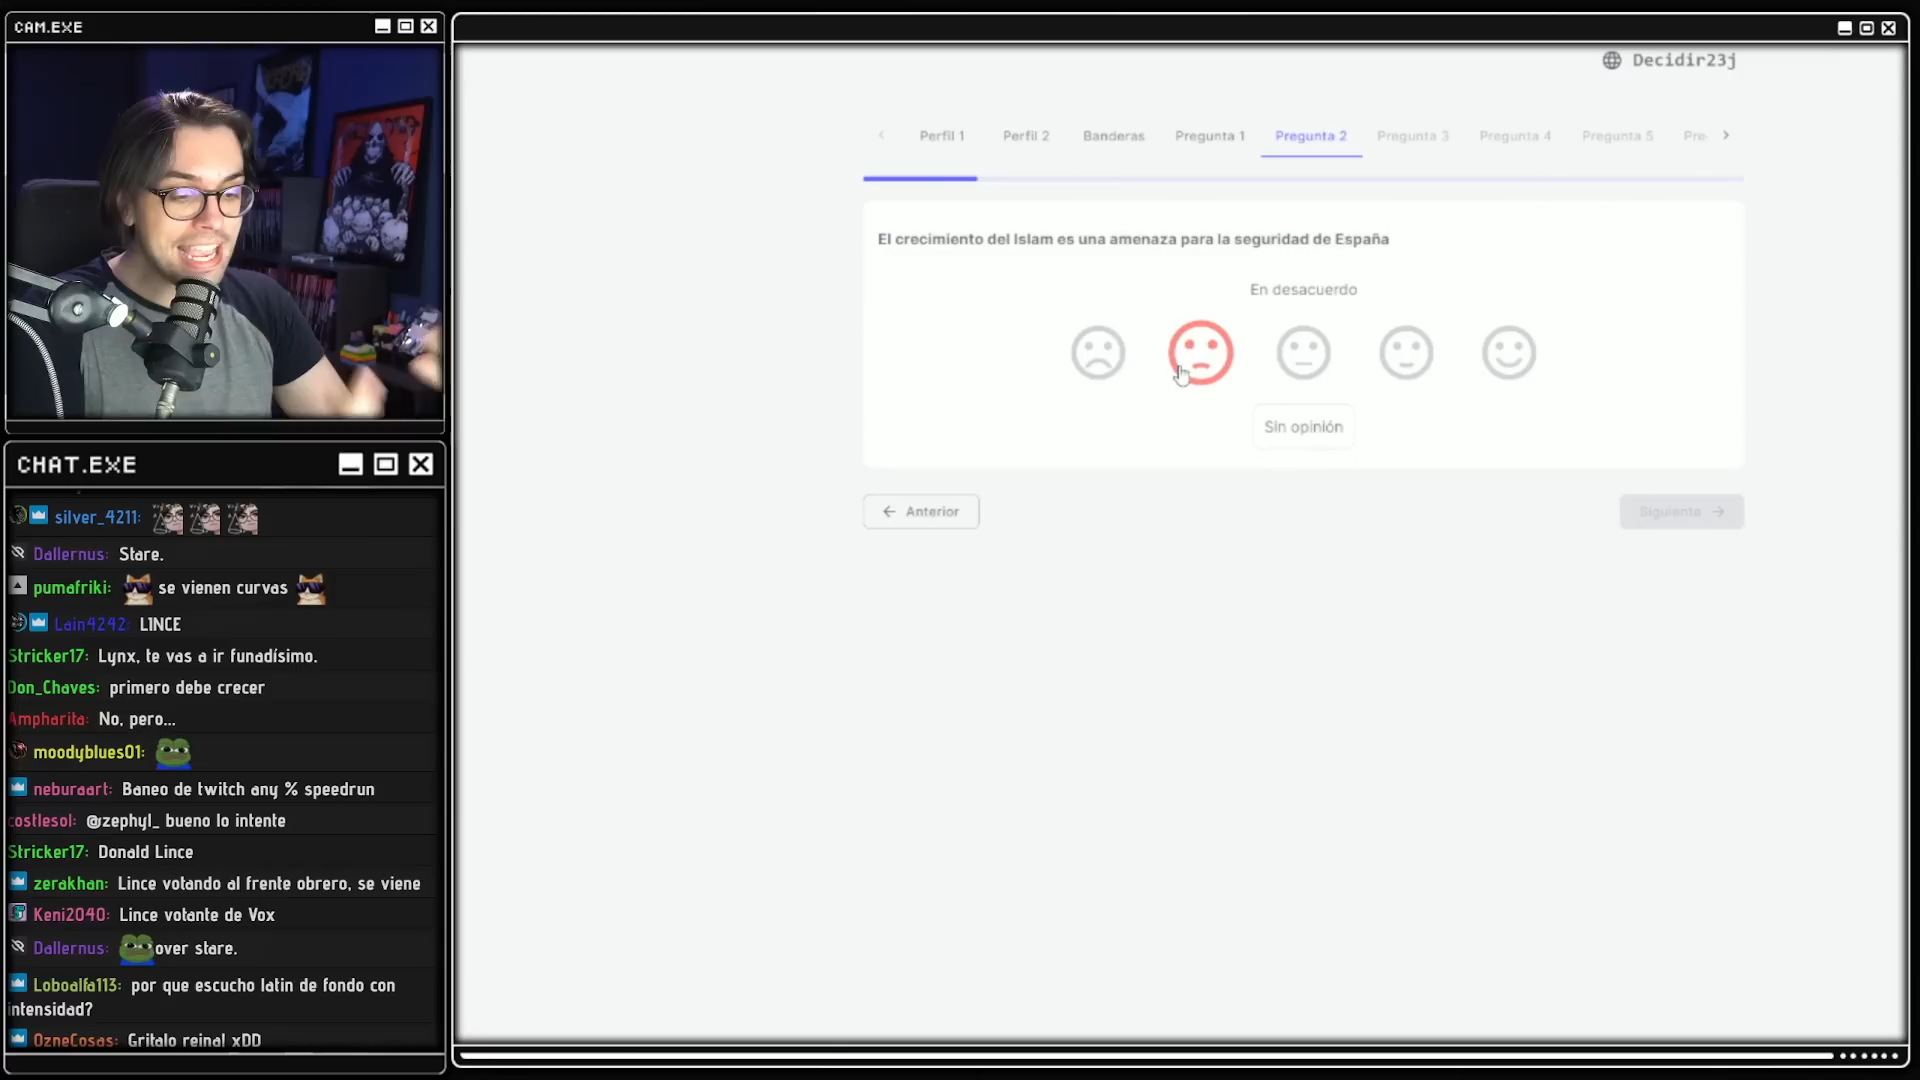 CAM.EXE
CHAT.EXE
silver_4211:
Dallernus: Stare.
pumafriki: se vienen curvas
Lain4242: LINCE
Stricker17: Lynx, te vas a ir funadísimo.
Don_Chaves: primero debe crecer
Ampharita: No, pero...
moodyblues01:
neburaart: Baneo de twitch any % speedrun
costlesol: @zephyl_ bueno lo intente
Stricker17: Donald Lince
zerakhan: Lince votando al frente obrero, se viene
Keni2040: Lince votante de Vox
Dallernus: over stare.
Loboalfa113: por que escucho latin de fondo con
intensidad?
OzneCosas: Gritalo reina! xDD
Decidir23j
Perfil 1 Perfil 2 Banderas Pregunta 1 Pregunta 2 Pregunta 3 Pregunta 4 Pregunta 5 Pre
El crecimiento del Islam es una amenaza para la seguridad de España
En desacuerdo
Sin opinión
← Anterior
Siguiente →